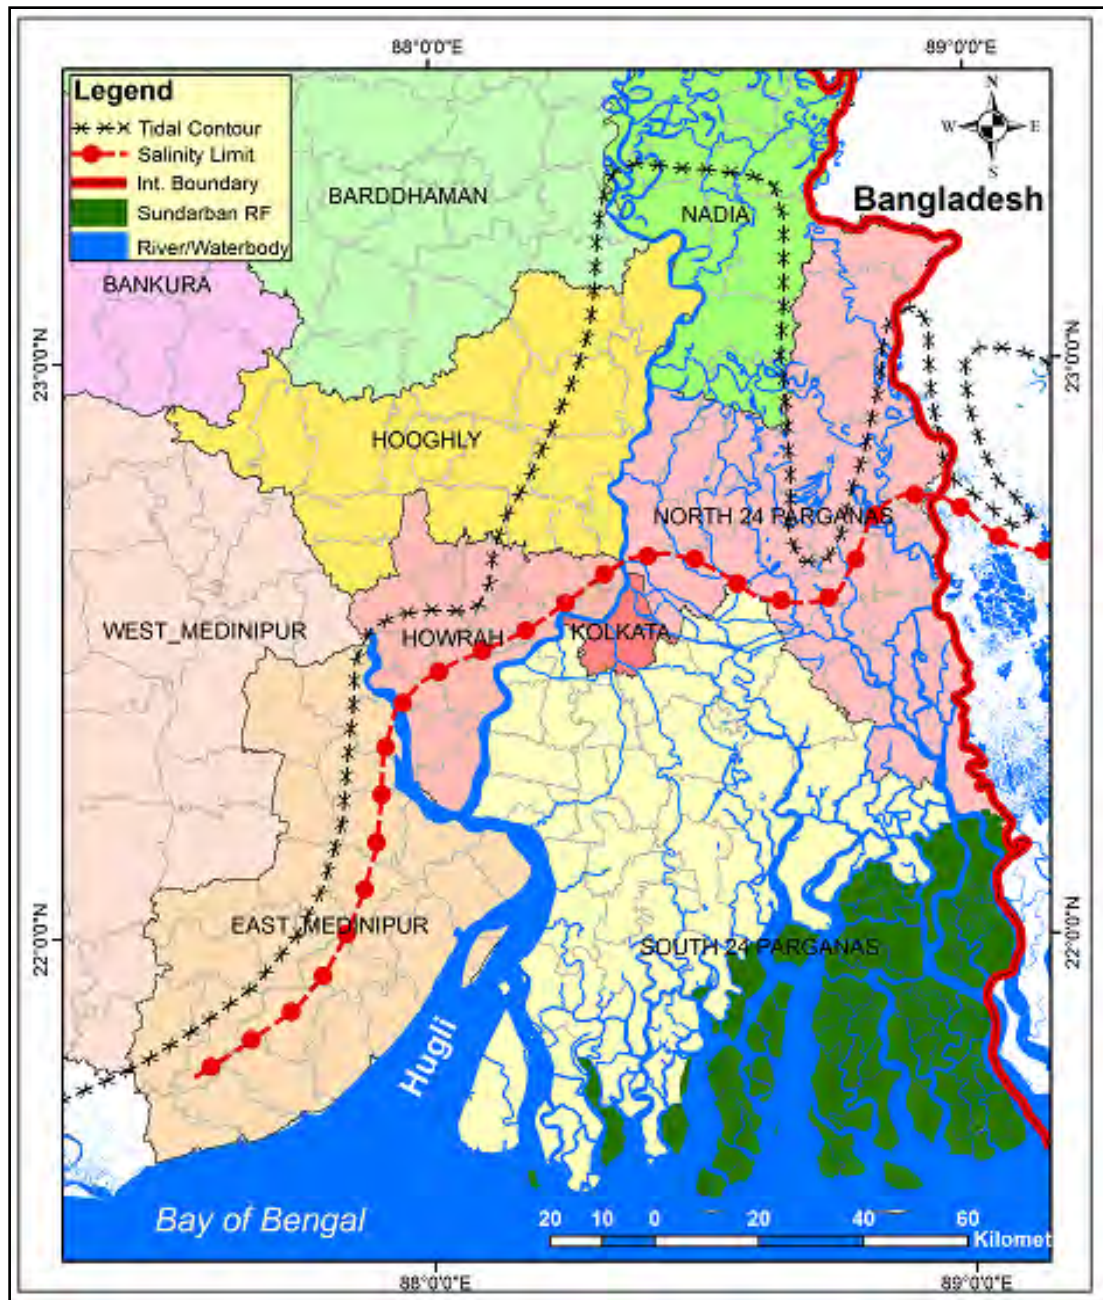 88°0'0"E
89°0'0"E
Legend
Tidal Contour
Salinity Limit
Int. Boundary
Sundarban RF
River/Waterbody
N
W
E
S
Bangladesh
BARDDHAMAN
NADIA
BANKURA
23°0'0"N
23°0'0"N
HOOGHLY
NORTH 24 PARGANAS
WEST_MEDINIPUR
HOWRAH
KOLKATA
22°0'0"N
22°0'0"N
EAST_MEDINIPUR
SOUTH 24 PARGANAS
Hugli
Bay of Bengal
20 10 0 20 40 60
Kilomet
88°0'0"E
89°0'0"E